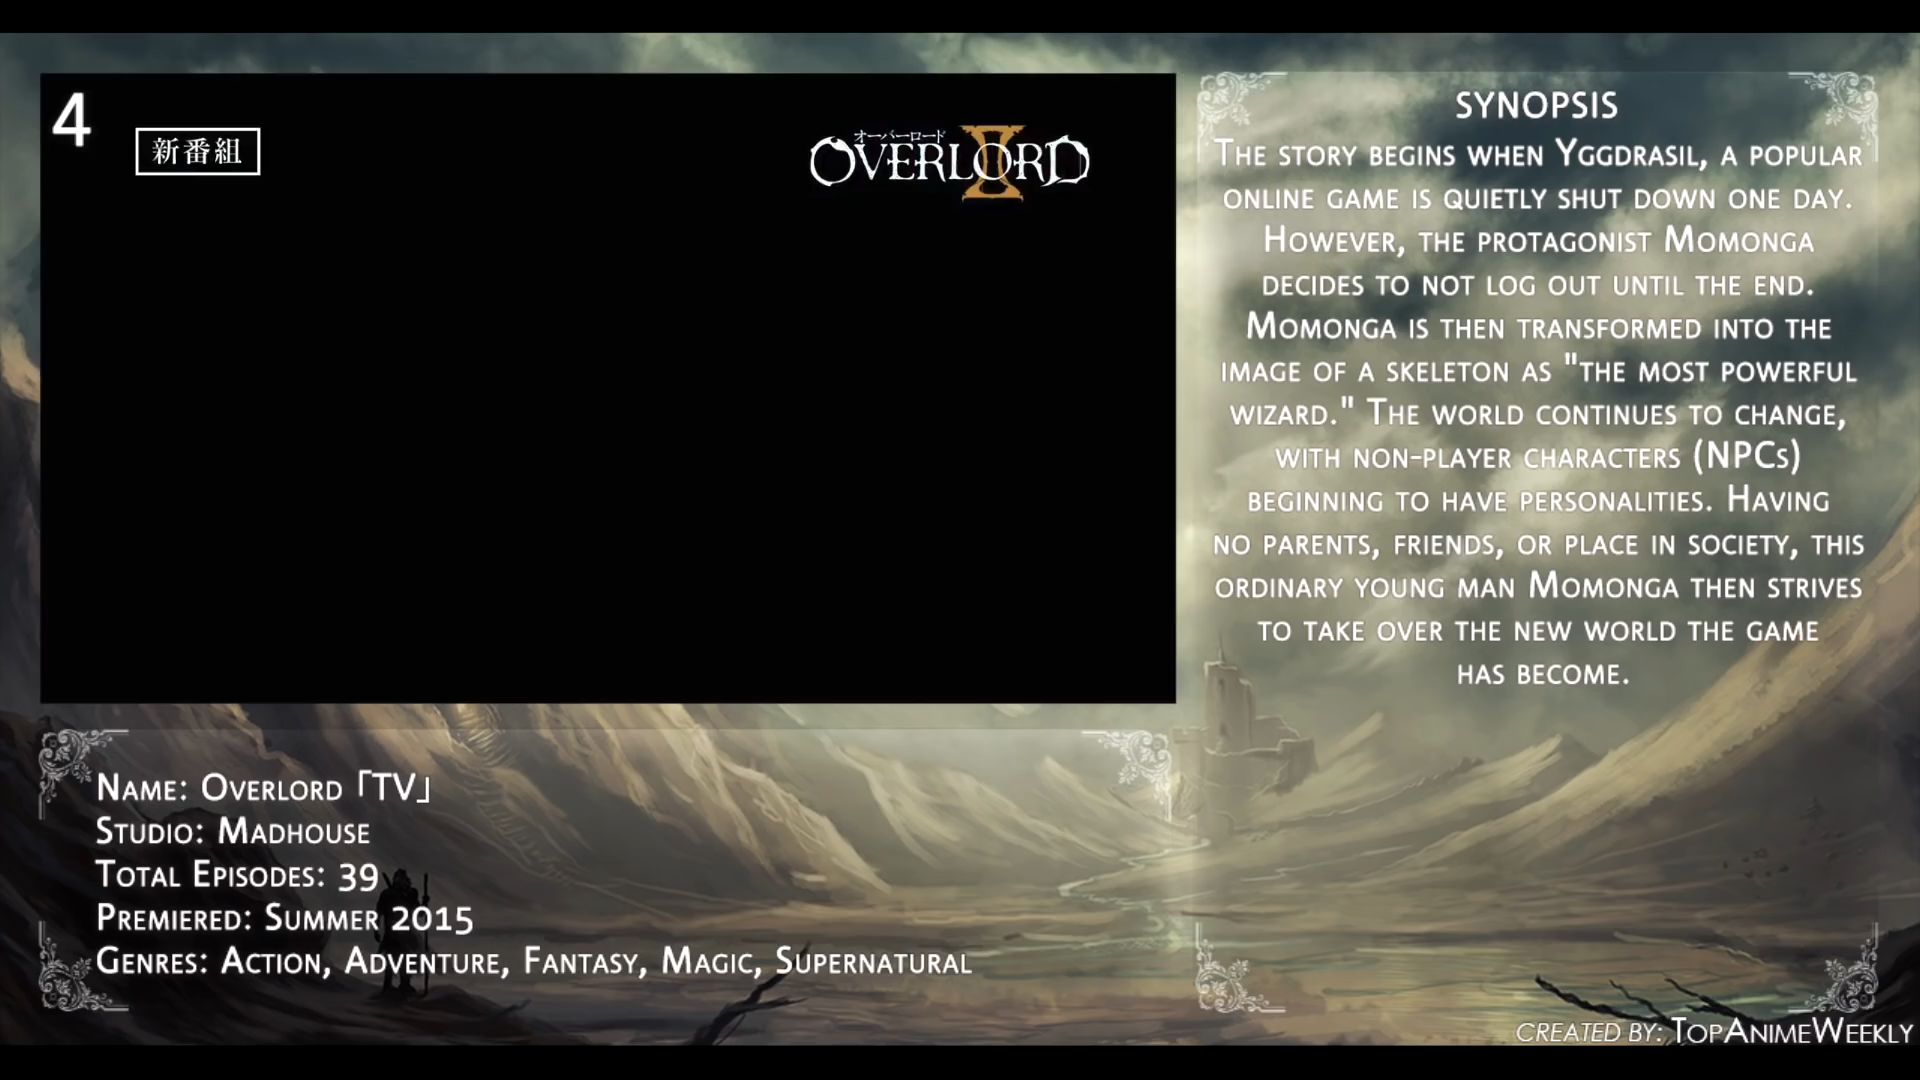 4
新番組
オーバーロード
OVERLORD
II
SYNOPSIS
The story begins when Yggdrasil, a popular
online game is quietly shut down one day.
However, the protagonist Momonga
decides to not log out until the end.
Momonga is then transformed into the
image of a skeleton as "the most powerful
wizard." The world continues to change,
with non-player characters (NPCs)
beginning to have personalities. Having
no parents, friends, or place in society, this
ordinary young man Momonga then strives
to take over the new world the game
has become.
Name: Overlord「TV」
Studio: Madhouse
Total Episodes: 39
Premiered: Summer 2015
Genres: Action, Adventure, Fantasy, Magic, Supernatural
CREATED BY: TopAnimeWeekly